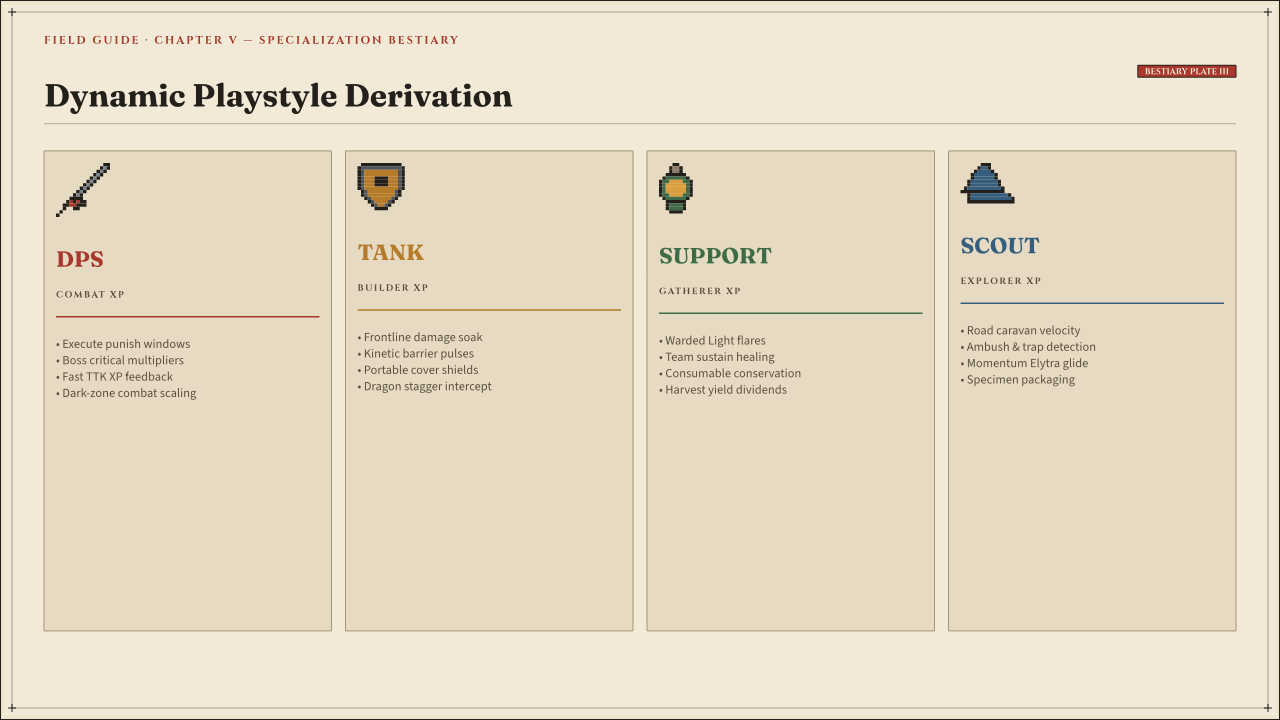 FIELD GUIDE · CHAPTER V — SPECIALIZATION BESTIARY
BESTIARY PLATE III
Dynamic Playstyle Derivation
DPS
COMBAT XP
• Execute punish windows
• Boss critical multipliers
• Fast TTK XP feedback
• Dark-zone combat scaling
TANK
BUILDER XP
• Frontline damage soak
• Kinetic barrier pulses
• Portable cover shields
• Dragon stagger intercept
SUPPORT
GATHERER XP
• Warded Light flares
• Team sustain healing
• Consumable conservation
• Harvest yield dividends
SCOUT
EXPLORER XP
• Road caravan velocity
• Ambush & trap detection
• Momentum Elytra glide
• Specimen packaging